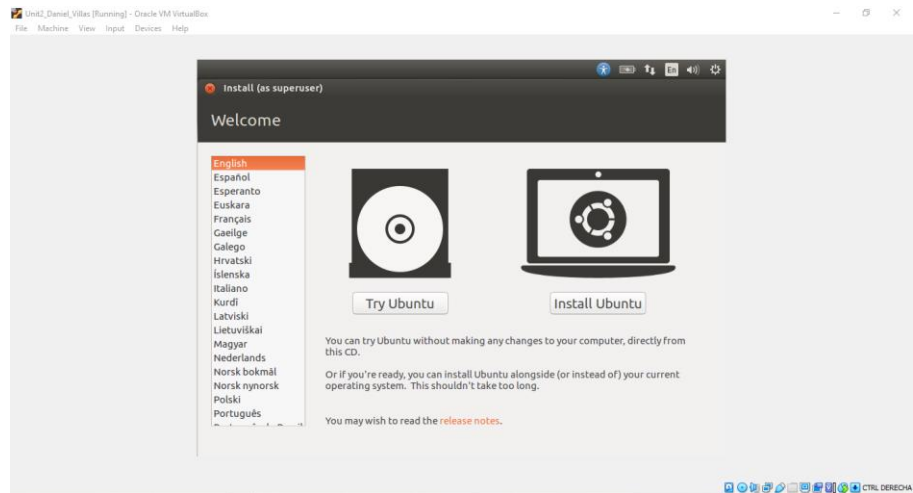 Unit2_Daniel_Villas [Running] - Oracle VM VirtualBox
File Machine View Input Devices Help
En
Install (as superuser)
Welcome
English
Español
Esperanto
Euskara
Français
Gaeilge
Galego
Hrvatski
Íslenska
Italiano
Kurdî
Latviski
Lietuviškai
Magyar
Nederlands
Norsk bokmål
Norsk nynorsk
Polski
Português
Try Ubuntu
Install Ubuntu
You can try Ubuntu without making any changes to your computer, directly from
this CD.
Or if you're ready, you can install Ubuntu alongside (or instead of) your current
operating system. This shouldn't take too long.
You may wish to read the release notes.
CTRL DERECHA